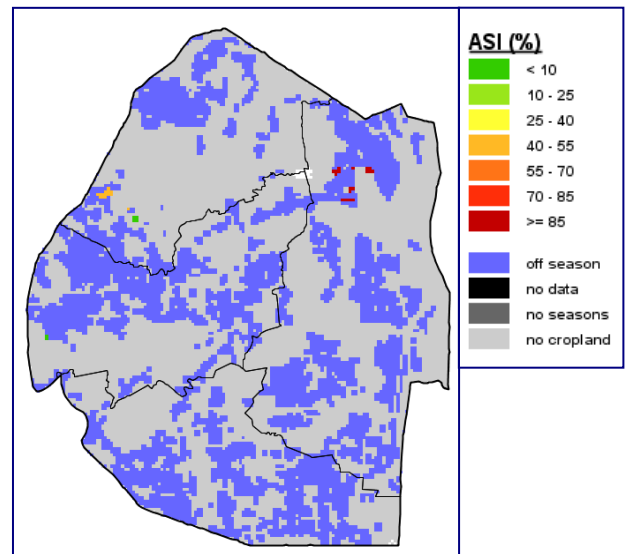 ASI (%)
< 10
10 - 25
25 - 40
40 - 55
55 - 70
70 - 85
>= 85
off season
no data
no seasons
no cropland